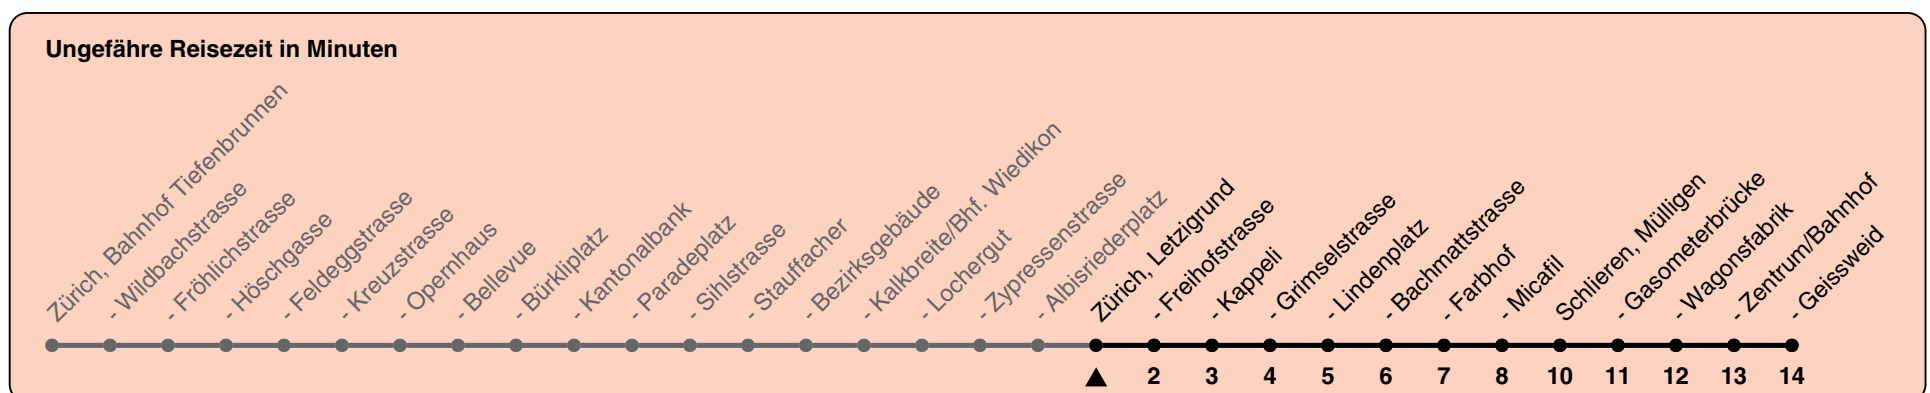 Ungefähre Reisezeit in Minuten
Zürich, Bahnhof Tiefenbrunnen
- Wildbachstrasse
- Fröhlichstrasse
- Höschgasse
- Feldeggstrasse
- Kreuzstrasse
- Opernhaus
- Bellevue
- Bürkliplatz
- Kantonalbank
- Paradeplatz
- Sihlstrasse
- Stauffacher
- Bezirksgebäude
- Kalkbreite/Bhf. Wiedikon
- Lochergut
- Zypressenstrasse
- Albisriederplatz
Zürich, Letzigrund
- Freihofstrasse
- Kappeli
- Grimselstrasse
- Lindenplatz
- Bachmattstrasse
- Farbhof
- Micafil
Schlieren, Mülligen
- Gasometerbrücke
- Wagonsfabrik
- Zentrum/Bahnhof
- Geissweid
2 3 4 5 6 7 8 10 11 12 13 14